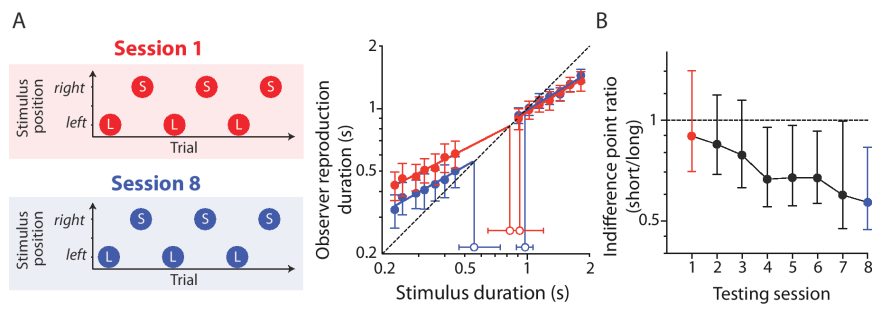 A
Session 1
Stimulus
position
right
S S S
left
L L L
Trial
Session 8
Stimulus
position
right
S S S
left
L L L
Trial
Observer reproduction
duration (s)
2
1
0.5
0.2
0.2 0.5 1 2
Stimulus duration (s)
B
Indifference point ratio
(short/long)
1
0.5
1 2 3 4 5 6 7 8
Testing session